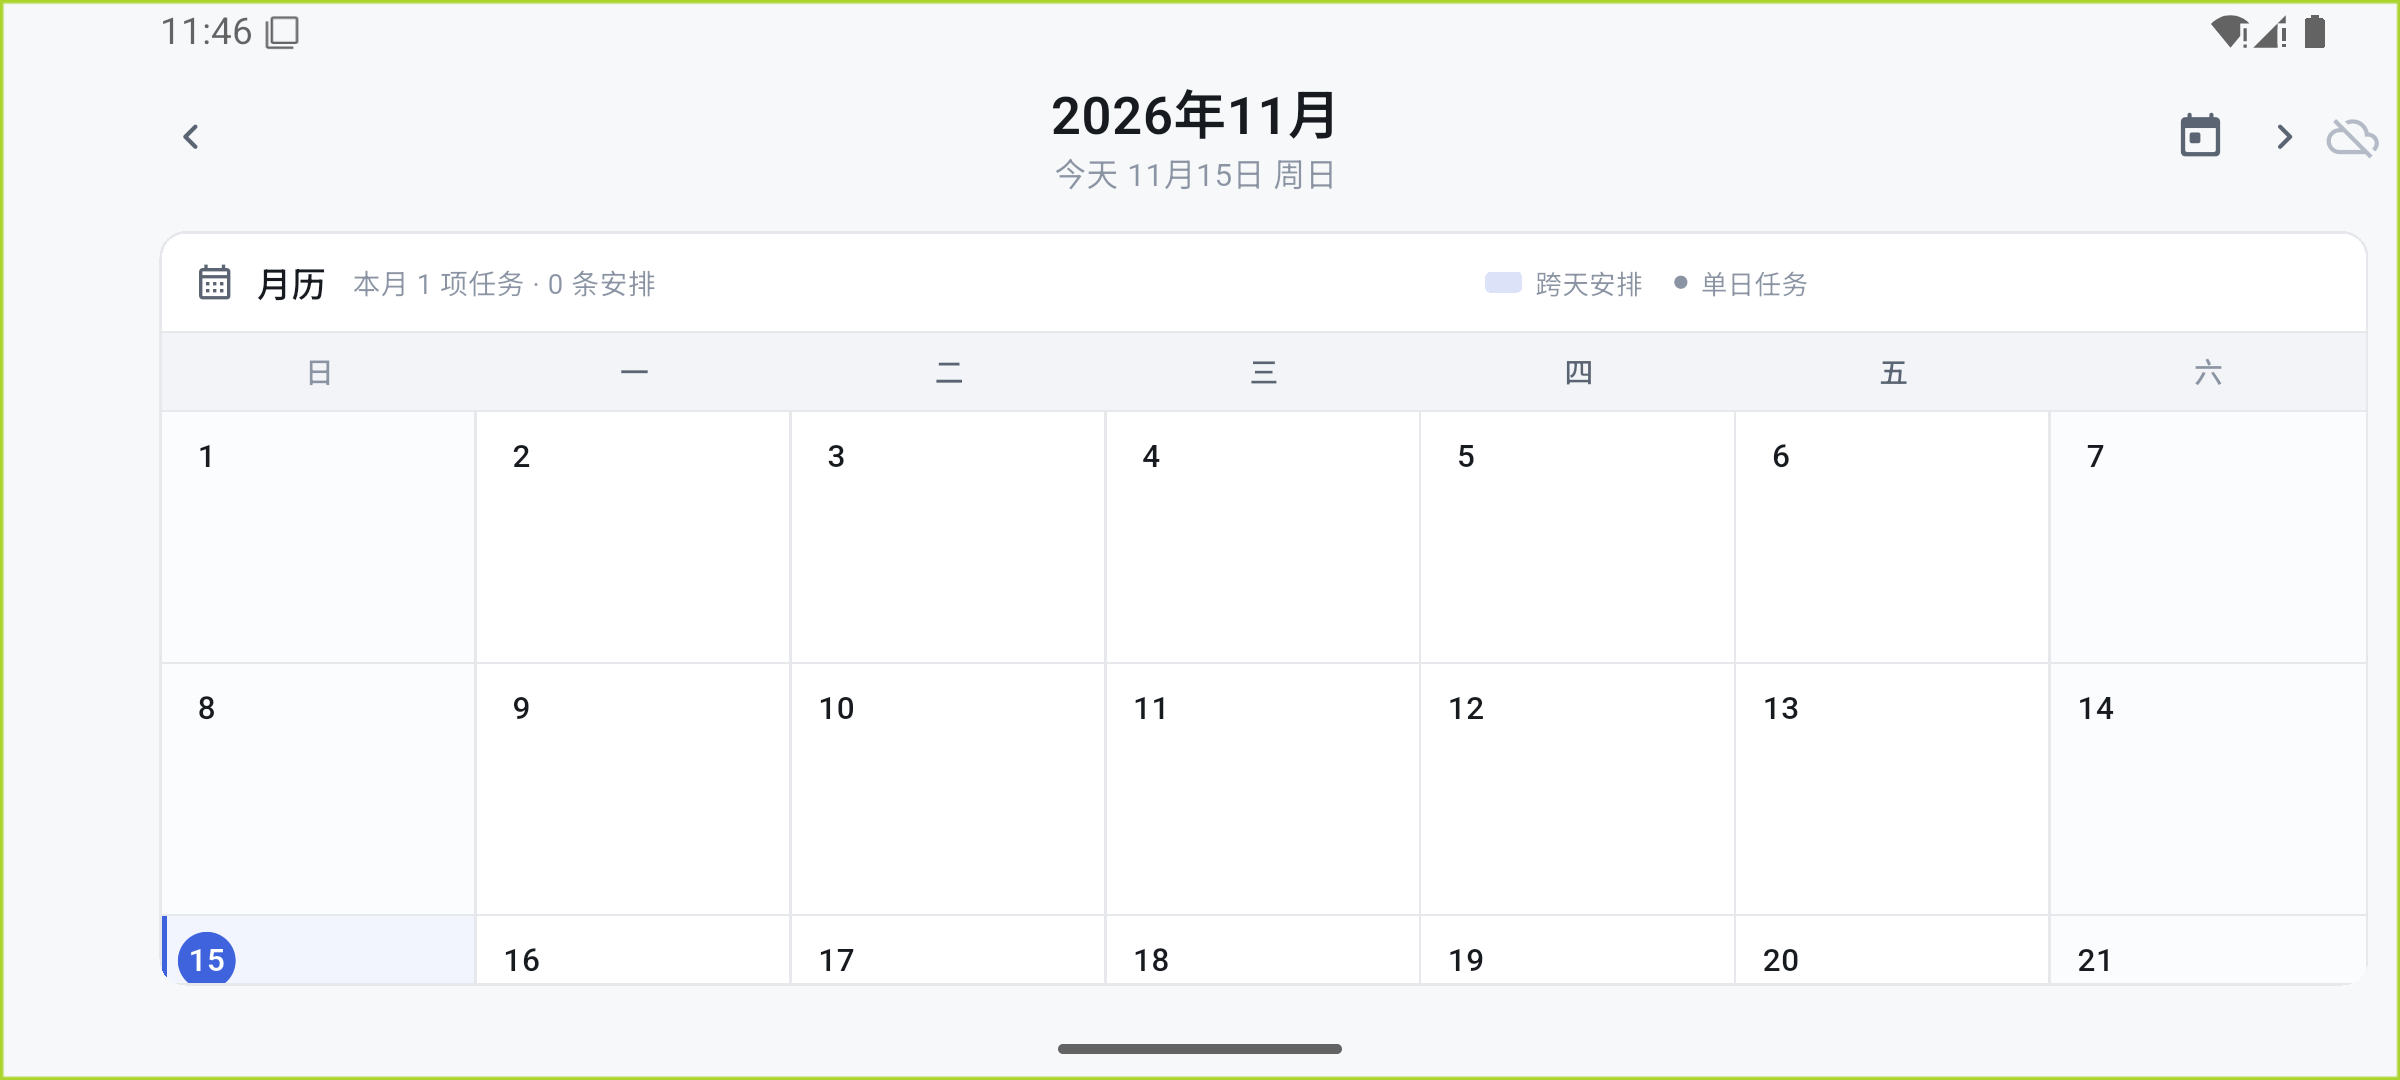 11:46
2026年11月
今天 11月15日 周日
月历 本月 1 项任务 · 0 条安排 跨天安排 单日任务
日 一 二 三 四 五 六
1 2 3 4 5 6 7
8 9 10 11 12 13 14
15 16 17 18 19 20 21